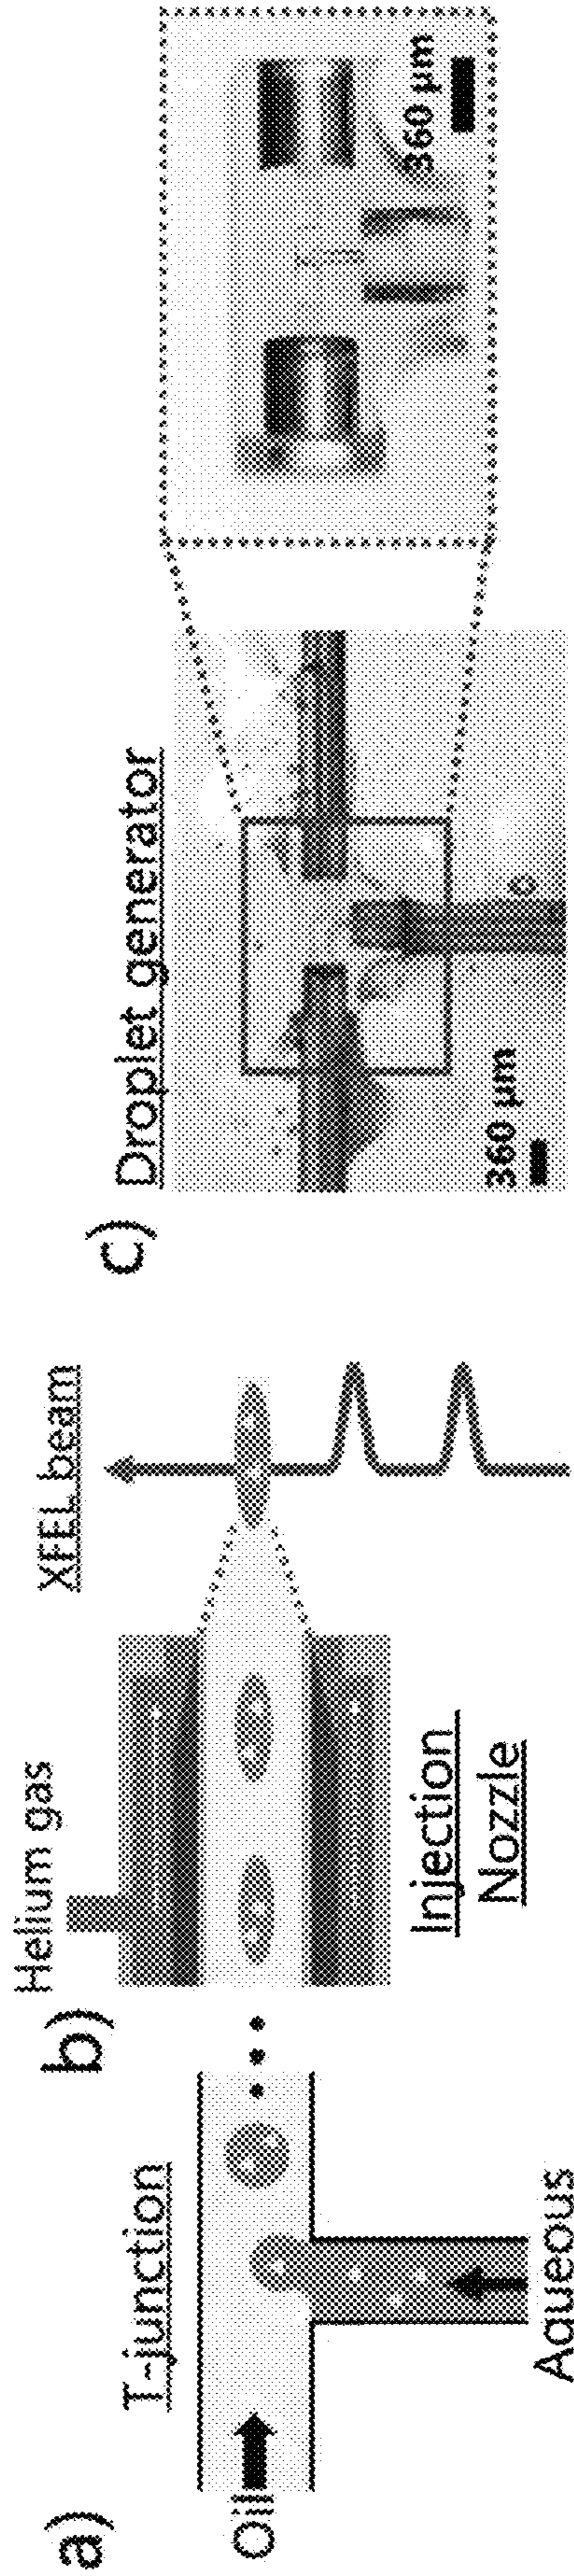 a)
T-junction
Oil
Aqueous
b)
Helium gas
XFEL beam
Injection
Nozzle
c) Droplet generator
360 µm
360 µm